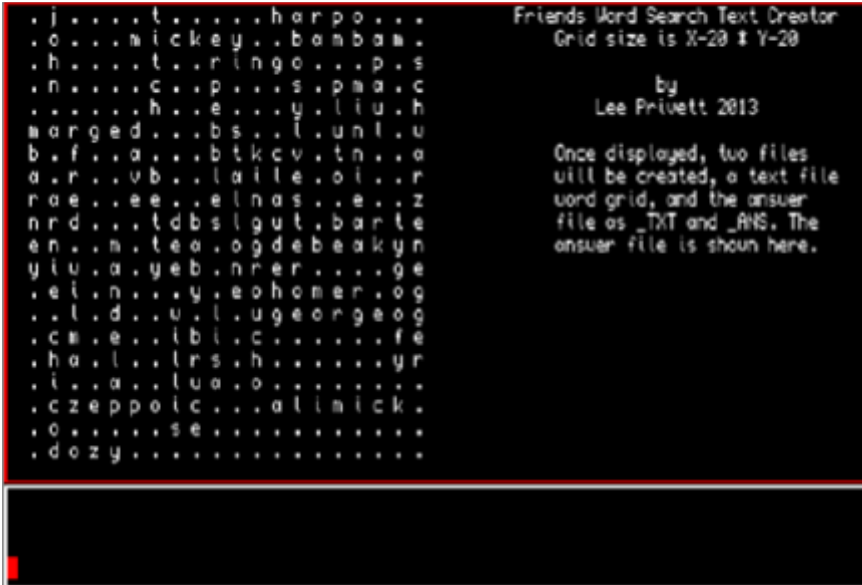 . j . . . . t . . . . . h a r p o . . .
. o . . . m i c k e y . . b a m b a m .
. h . . . . t . . r i n g o . . . p . s
. n . . . . c . . p . . . s . p m a . c
. . . . . . h . . e . . . y . l i u . h
m a r g e d . . . b s . . l . u n l . w
b . f . . a . . . b t k c v . t n . . a
a . r . . v b . . l a i l e . o i . . r
r a e . . e e . . e l n a s . . e . . z
n r d . . . t d b s l g u t . b a r t e
e n . . m . t e a . o g d e b e a k y n
y i w . a . y e b . n r e r . . . . g e
. e i . n . . . y . e o h o m e r . o g
. . l . d . . w . l . u g e o r g e o g
. c m . e . . i b i . c . . . . . . f e
. h a . l . . l r s . h . . . . . . y r
. i . . a . . l u a . o . . . . . . . .
. c z e p p o i c . . . a l i m i c k .
. o . . . . . s e . . . . . . . . . . .
. d o z y . . . . . . . . . . . . . . .
Friends Word Search Text Creator
Grid size is X-20 * Y-20
by
Lee Privett 2013
Once displayed, two files
will be created, a text file
word grid, and the answer
file as _TXT and _ANS. The
answer file is shown here.